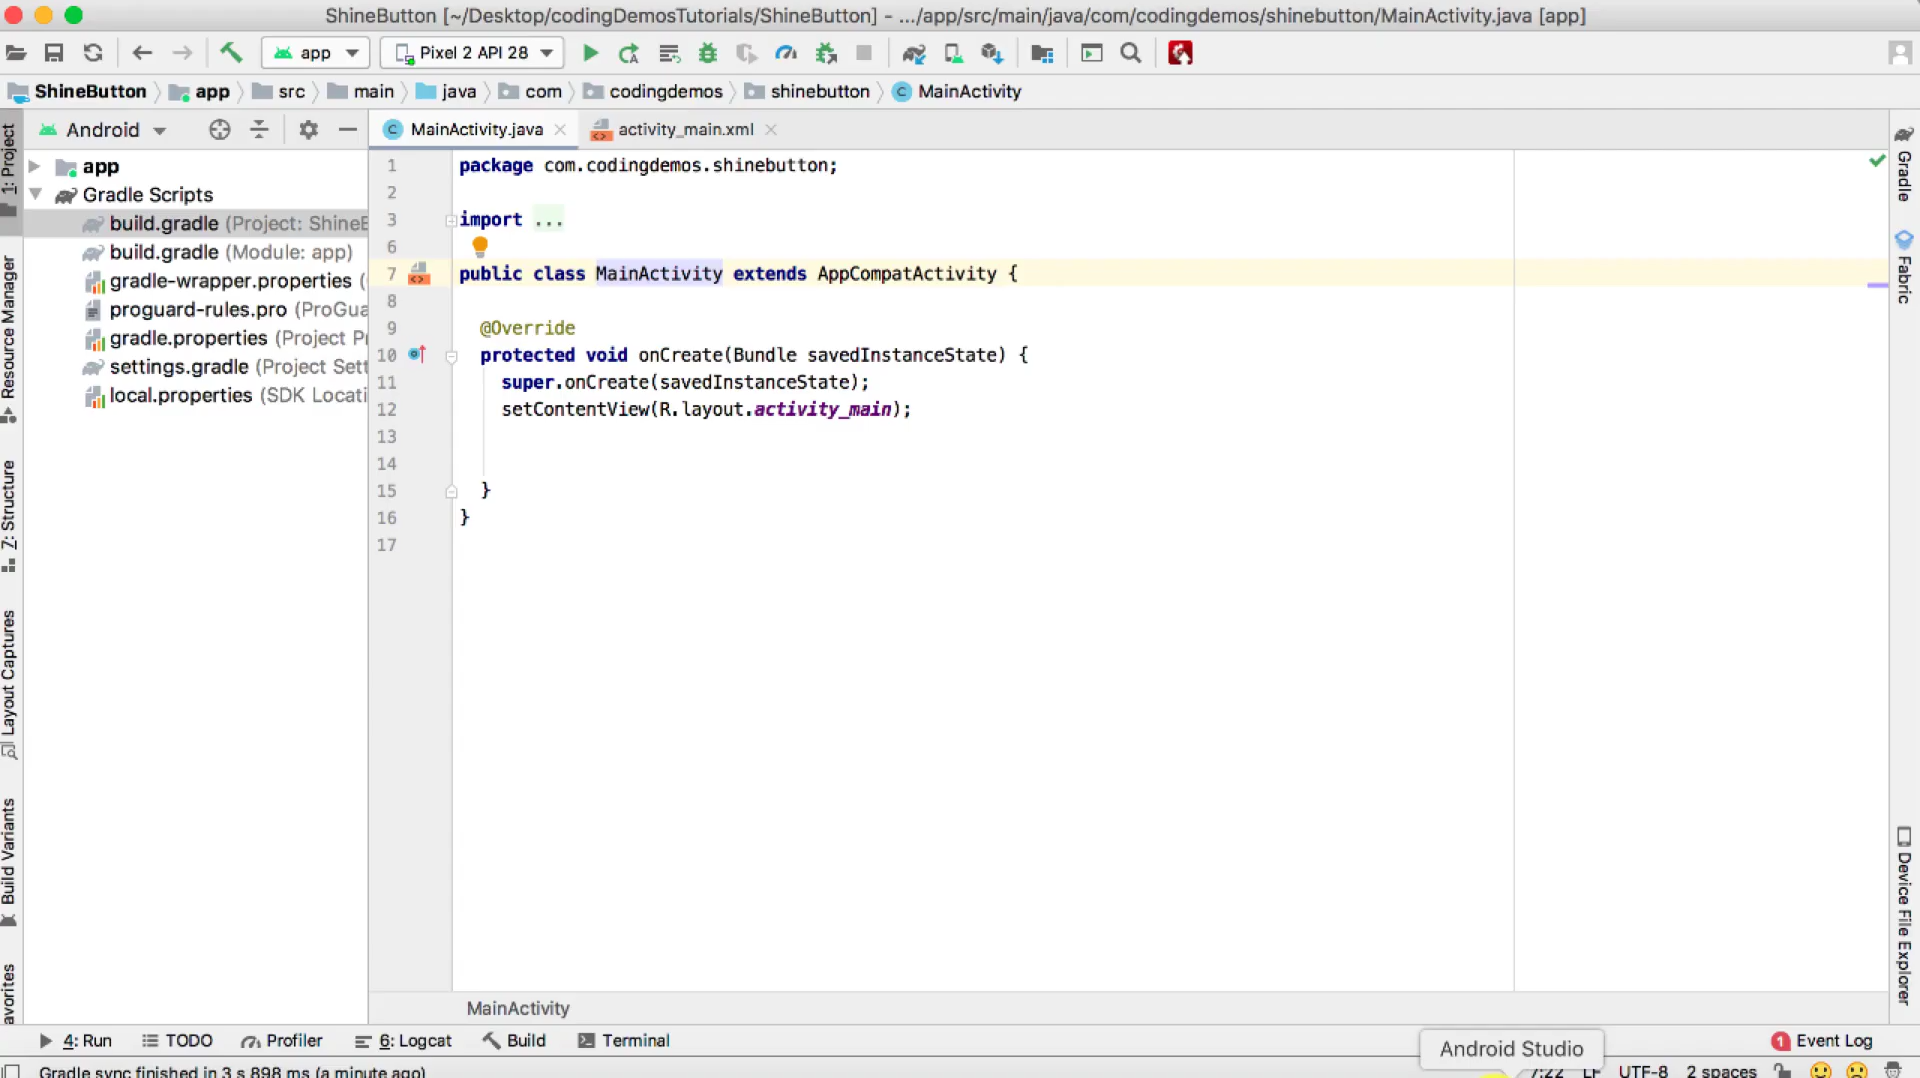 ShineButton [~/Desktop/codingDemosTutorials/ShineButton] - .../app/src/main/java/com/codingdemos/shinebutton/MainActivity.java [app]
app
Pixel 2 API 28
ShineButton app src main java com codingdemos shinebutton MainActivity
Android
MainActivity.java
activity_main.xml
1: Project
Resource Manager
Z: Structure
Layout Captures
Build Variants
avorites
app
Gradle Scripts
build.gradle (Project: ShineB
build.gradle (Module: app)
gradle-wrapper.properties (
proguard-rules.pro (ProGua
gradle.properties (Project Pr
settings.gradle (Project Sett
local.properties (SDK Locati
1 package com.codingdemos.shinebutton;
2
3 import ...
6
7 public class MainActivity extends AppCompatActivity {
8
9 @Override
10 protected void onCreate(Bundle savedInstanceState) {
11 super.onCreate(savedInstanceState);
12 setContentView(R.layout.activity_main);
13
14
15 }
16 }
17
Gradle
Fabric
Device File Explorer
MainActivity
4: Run
TODO
Profiler
6: Logcat
Build
Terminal
Android Studio
1 Event Log
Gradle sync finished in 3 s 898 ms (a minute ago)
7:22 LF UTF-8 2 spaces